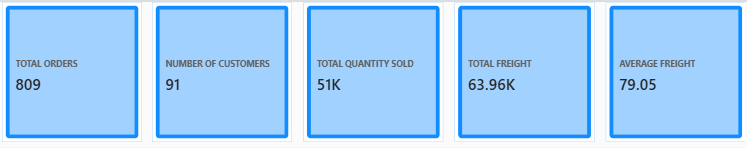 TOTAL ORDERS
809
NUMBER OF CUSTOMERS
91
TOTAL QUANTITY SOLD
51K
TOTAL FREIGHT
63.96K
AVERAGE FREIGHT
79.05